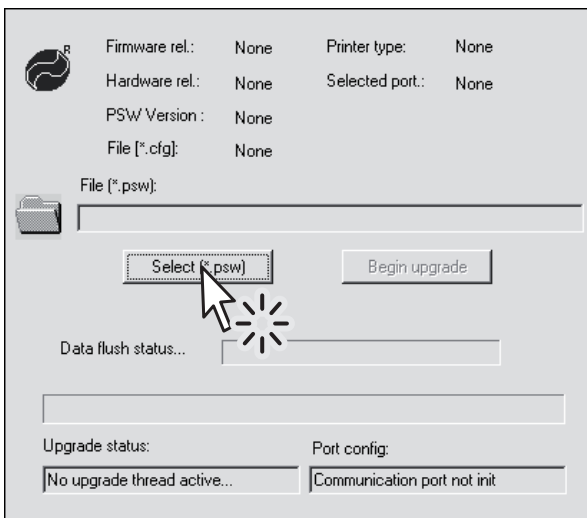 R
Firmware rel.: None Printer type: None
Hardware rel.: None Selected port.: None
PSW Version : None
File [*.cfg]: None
File (*.psw):
Select (*.psw) Begin upgrade
Data flush status...
Upgrade status: Port config:
No upgrade thread active... Communication port not init